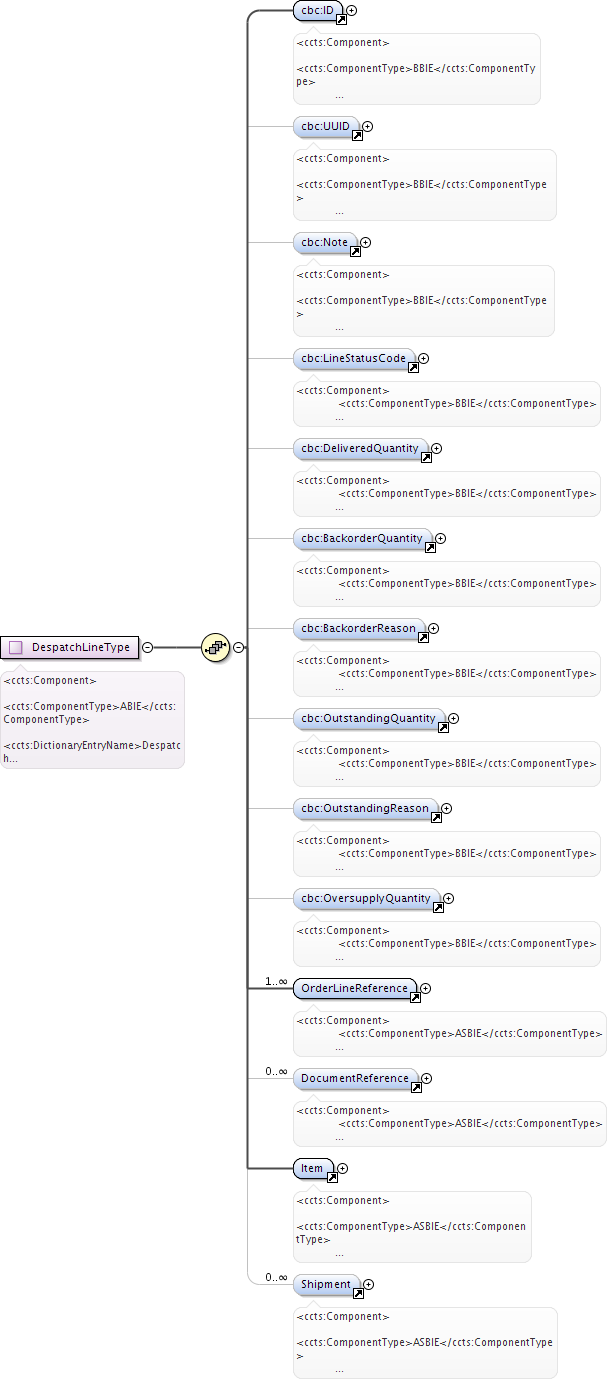 cbc:ID
<ccts:Component>
<ccts:ComponentType>BBIE</ccts:ComponentTy
pe>
...
cbc:UUID
<ccts:Component>
<ccts:ComponentType>BBIE</ccts:ComponentType
>
...
cbc:Note
<ccts:Component>
<ccts:ComponentType>BBIE</ccts:ComponentType
>
...
cbc:LineStatusCode
<ccts:Component>
<ccts:ComponentType>BBIE</ccts:ComponentType>
...
cbc:DeliveredQuantity
<ccts:Component>
<ccts:ComponentType>BBIE</ccts:ComponentType>
...
cbc:BackorderQuantity
<ccts:Component>
<ccts:ComponentType>BBIE</ccts:ComponentType>
...
cbc:BackorderReason
<ccts:Component>
<ccts:ComponentType>BBIE</ccts:ComponentType>
...
DespatchLineType
<ccts:Component>
<ccts:ComponentType>ABIE</ccts:
ComponentType>
<ccts:DictionaryEntryName>Despatc
h...
cbc:OutstandingQuantity
<ccts:Component>
<ccts:ComponentType>BBIE</ccts:ComponentType>
...
cbc:OutstandingReason
<ccts:Component>
<ccts:ComponentType>BBIE</ccts:ComponentType>
...
cbc:OversupplyQuantity
<ccts:Component>
<ccts:ComponentType>BBIE</ccts:ComponentType>
...
1..∞
OrderLineReference
<ccts:Component>
<ccts:ComponentType>ASBIE</ccts:ComponentType>
...
0..∞
DocumentReference
<ccts:Component>
<ccts:ComponentType>ASBIE</ccts:ComponentType>
...
Item
<ccts:Component>
<ccts:ComponentType>ASBIE</ccts:Componen
tType>
...
0..∞
Shipment
<ccts:Component>
<ccts:ComponentType>ASBIE</ccts:ComponentType
>
...